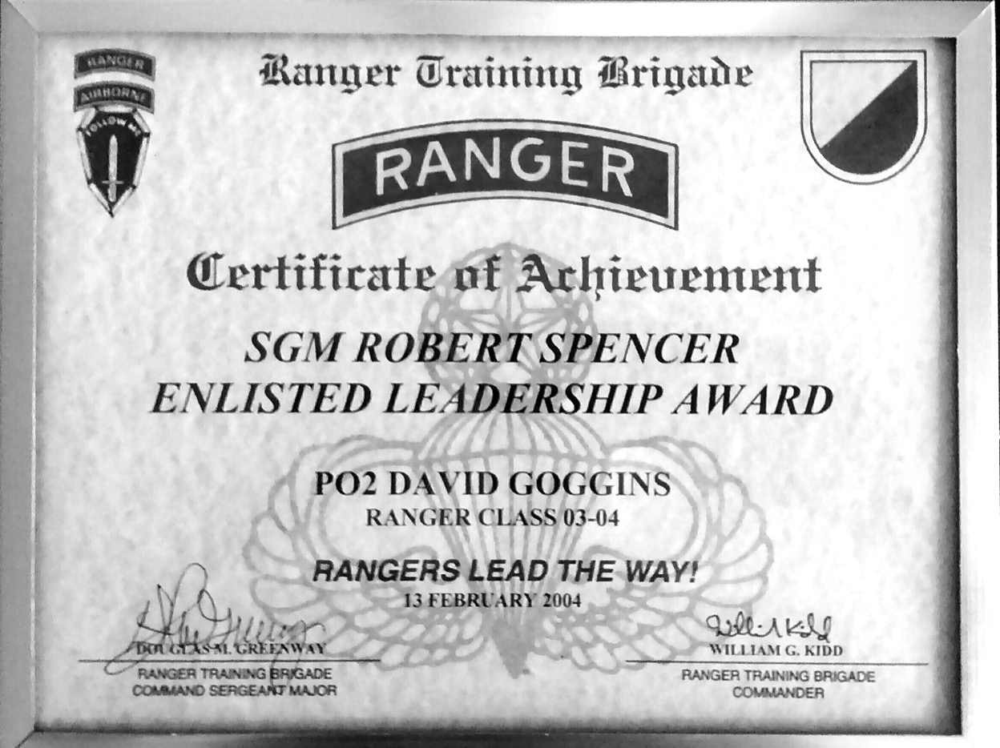 RANGER
AIRBORNE
FOLLOW ME
Ranger Training Brigade
RANGER
Certificate of Achievement
SGM ROBERT SPENCER
ENLISTED LEADERSHIP AWARD
PO2 DAVID GOGGINS
RANGER CLASS 03-04
RANGERS LEAD THE WAY!
13 FEBRUARY 2004
DOUGLAS M. GREENWAY
RANGER TRAINING BRIGADE
COMMAND SERGEANT MAJOR
William Kidd
WILLIAM G. KIDD
RANGER TRAINING BRIGADE
COMMANDER